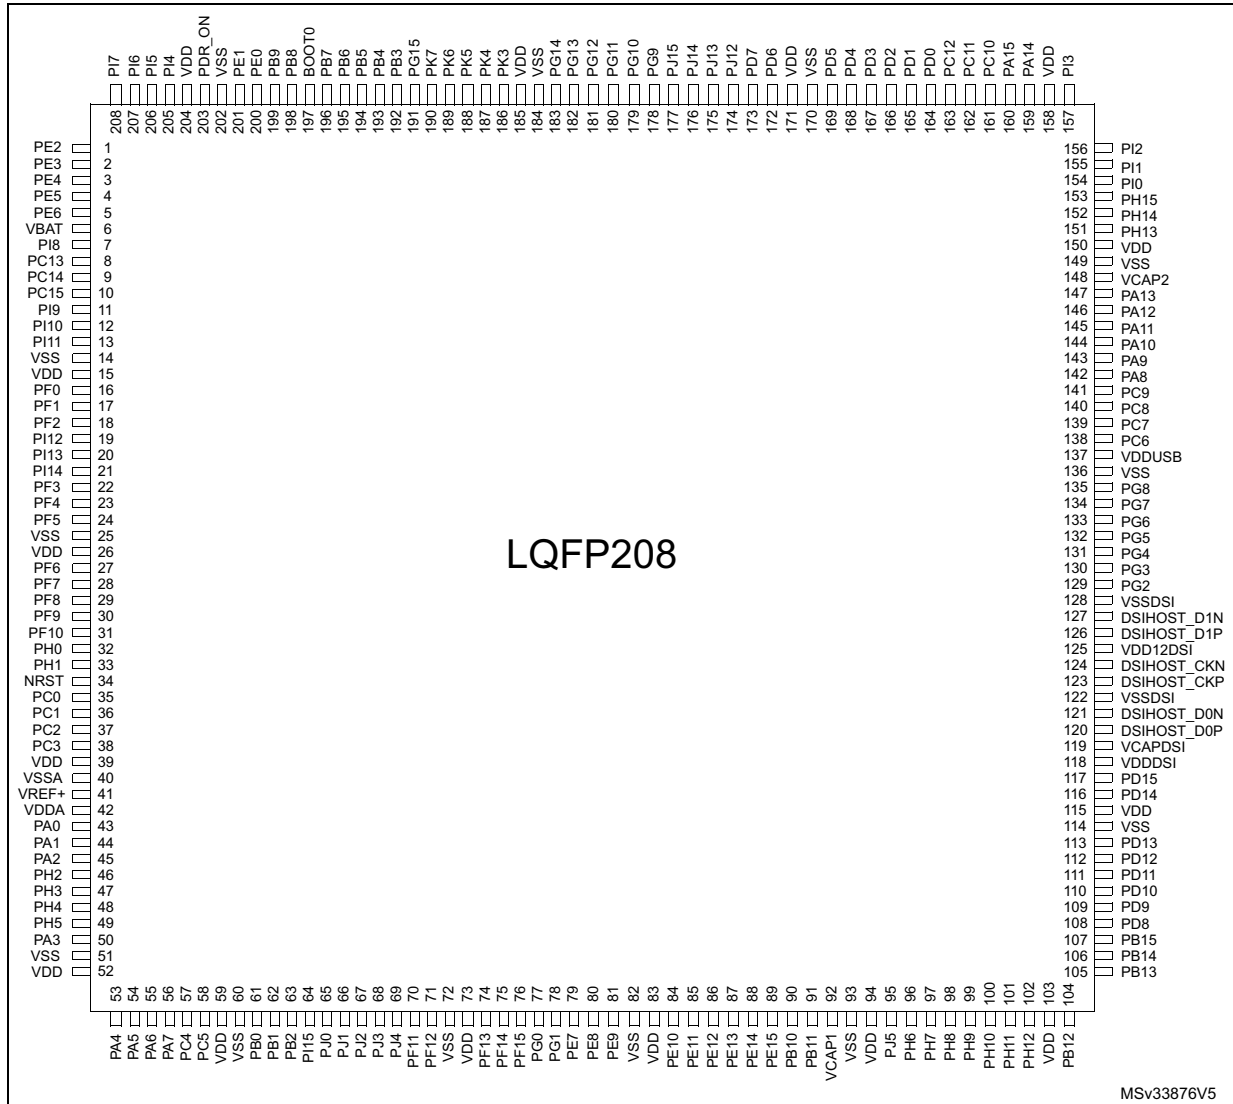 PI7 PI6 PI5 PI4 VDD PDR_ON VSS PE1 PE0 PB9 PB8 BOOT0 PB7 PB6 PB5 PB4 PB3 PG15 PK7 PK6 PK5 PK4 PK3 VDD VSS PG14 PG13 PG12 PG11 PG10 PG9 PJ15 PJ14 PJ13 PJ12 PD7 PD6 VDD VSS PD5 PD4 PD3 PD2 PD1 PD0 PC12 PC11 PC10 PA15 PA14 VDD PI3
208 207 206 205 204 203 202 201 200 199 198 197 196 195 194 193 192 191 190 189 188 187 186 185 184 183 182 181 180 179 178 177 176 175 174 173 172 171 170 169 168 167 166 165 164 163 162 161 160 159 158 157
PE2 1 156 PI2
PE3 2 155 PI1
PE4 3 154 PI0
PE5 4 153 PH15
PE6 5 152 PH14
VBAT 6 151 PH13
PI8 7 150 VDD
PC13 8 149 VSS
PC14 9 148 VCAP2
PC15 10 147 PA13
PI9 11 146 PA12
PI10 12 145 PA11
PI11 13 144 PA10
VSS 14 143 PA9
VDD 15 142 PA8
PF0 16 141 PC9
PF1 17 140 PC8
PF2 18 139 PC7
PI12 19 138 PC6
PI13 20 137 VDDUSB
PI14 21 136 VSS
PF3 22 135 PG8
PF4 23 134 PG7
PF5 24 133 PG6
VSS 25 132 PG5
VDD 26 131 PG4
PF6 27 130 PG3
PF7 28 129 PG2
PF8 29 128 VSSDSI
PF9 30 127 DSIHOST_D1N
PF10 31 126 DSIHOST_D1P
PH0 32 125 VDD12DSI
PH1 33 124 DSIHOST_CKN
NRST 34 123 DSIHOST_CKP
PC0 35 122 VSSDSI
PC1 36 121 DSIHOST_D0N
PC2 37 120 DSIHOST_D0P
PC3 38 119 VCAPDSI
VDD 39 118 VDDDSI
VSSA 40 117 PD15
VREF+ 41 116 PD14
VDDA 42 115 VDD
PA0 43 114 VSS
PA1 44 113 PD13
PA2 45 112 PD12
PH2 46 111 PD11
PH3 47 110 PD10
PH4 48 109 PD9
PH5 49 108 PD8
PA3 50 107 PB15
VSS 51 106 PB14
VDD 52 105 PB13
LQFP208
53 54 55 56 57 58 59 60 61 62 63 64 65 66 67 68 69 70 71 72 73 74 75 76 77 78 79 80 81 82 83 84 85 86 87 88 89 90 91 92 93 94 95 96 97 98 99 100 101 102 103 104
PA4 PA5 PA6 PA7 PC4 PC5 VDD VSS PB0 PB1 PB2 PI15 PJ0 PJ1 PJ2 PJ3 PJ4 PF11 PF12 VSS VDD PF13 PF14 PF15 PG0 PG1 PE7 PE8 PE9 VSS VDD PE10 PE11 PE12 PE13 PE14 PE15 PB10 PB11 VCAP1 VSS VDD PJ5 PH6 PH7 PH8 PH9 PH10 PH11 PH12 VDD PB12
MSv33876V5